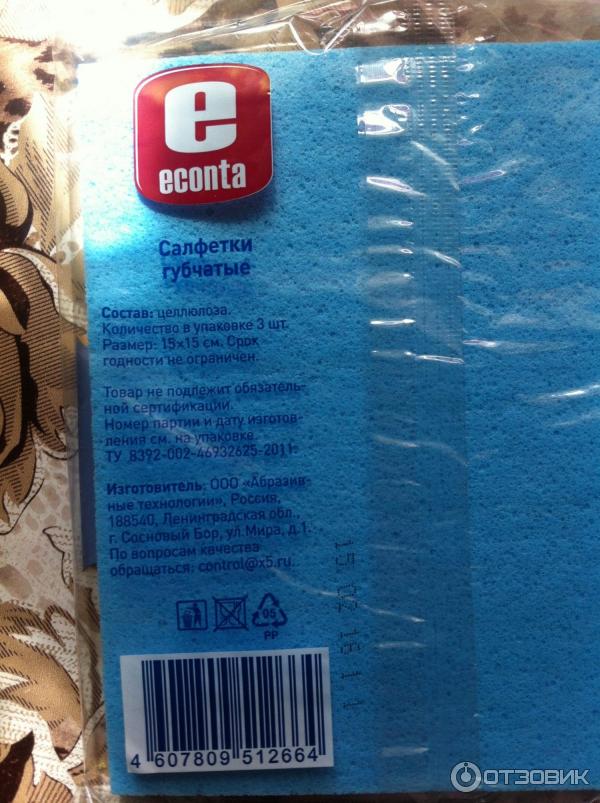 e
econta
Салфетки
губчатые
Состав: целлюлоза.
Количество в упаковке 3 шт.
Размер: 15×15 см. Срок
годности не ограничен.
Товар не подлежит обязатель-
ной сертификации.
Номер партии и дату изготов-
ления см. на упаковке.
ТУ 8392-002-46932625-2011.
Изготовитель: ООО «Абразив-
ные технологии», Россия,
188540, Ленинградская обл.,
г. Сосновый Бор, ул.Мира, д.1.
По вопросам качества
обращаться: control@x5.ru.
05
PP
4 607809 512664
ОТЗОВИК